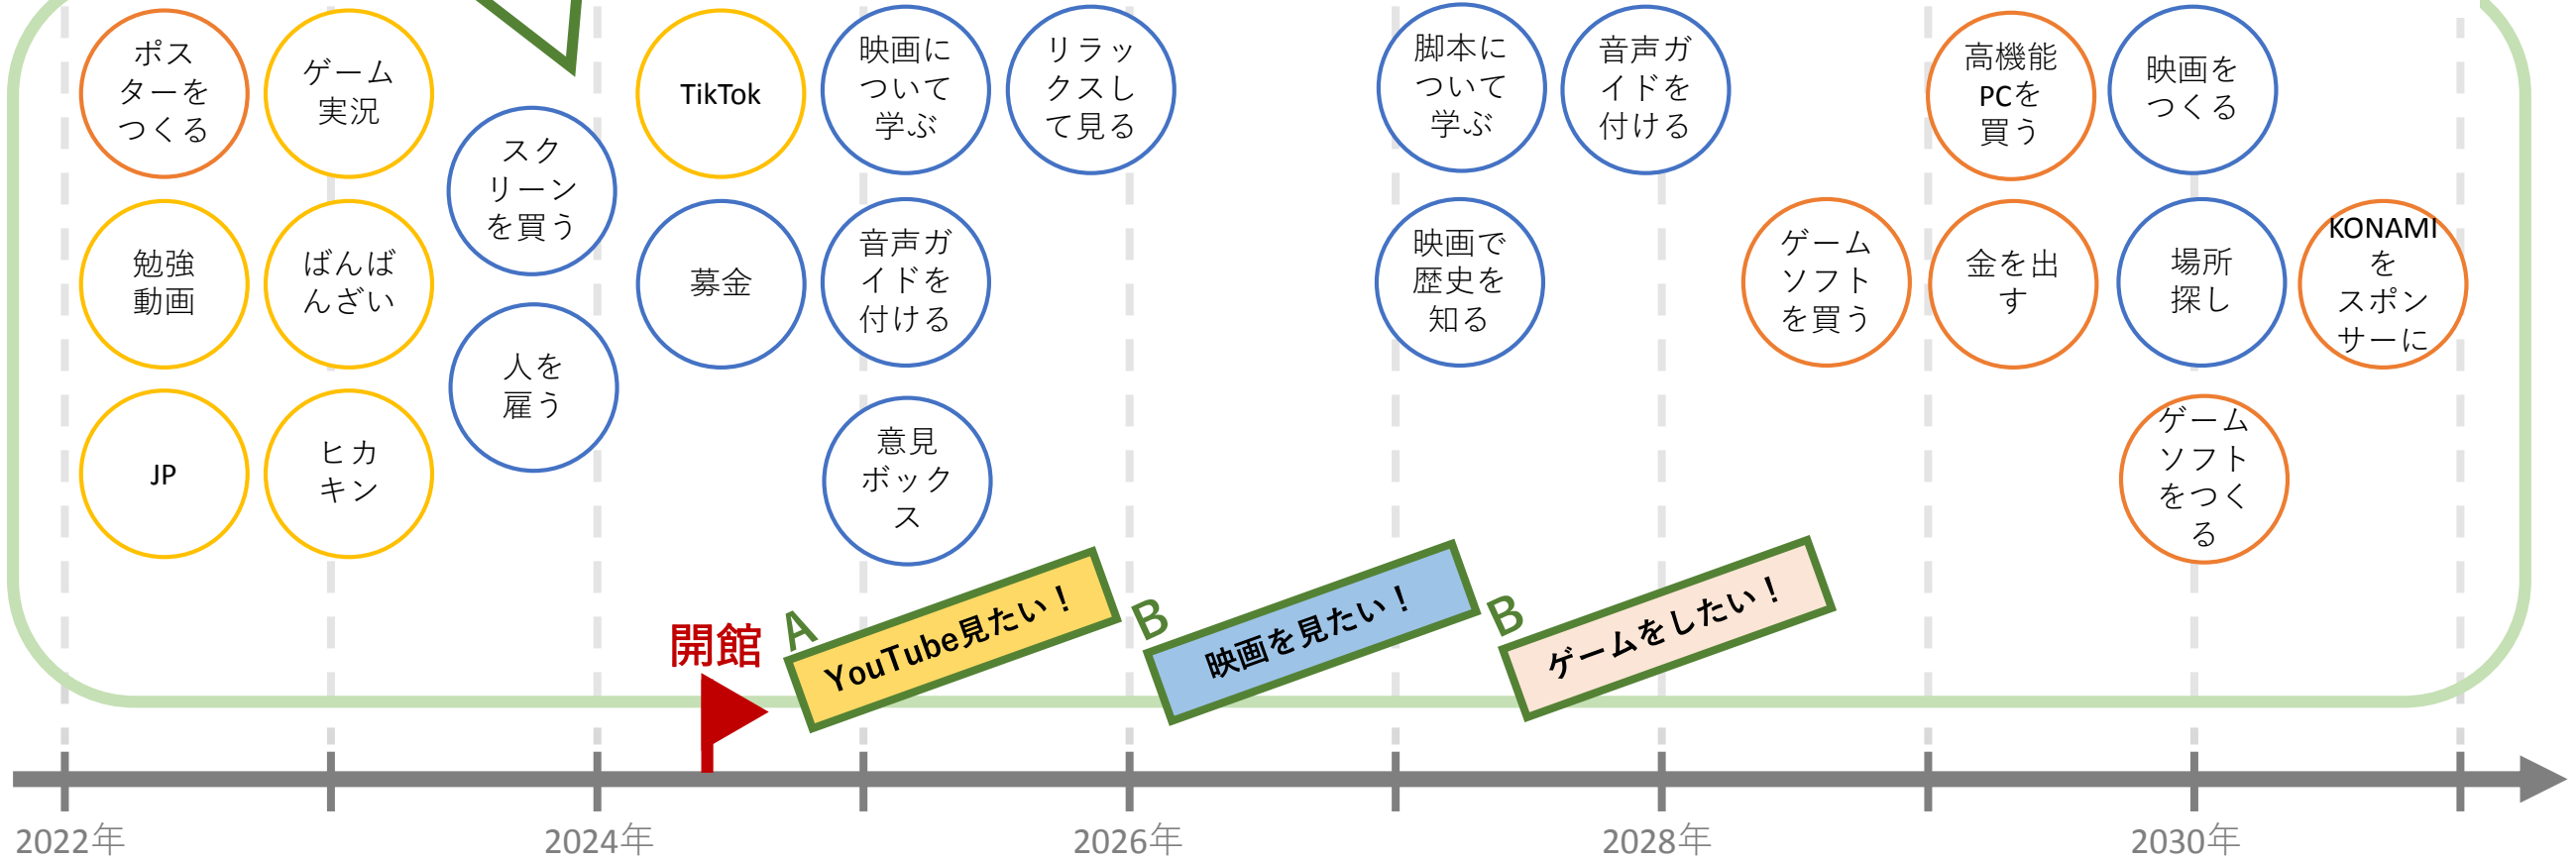 ポス
ターを
つくる
ゲーム
実況
スク
リーン
を買う
TikTok
映画に
ついて
学ぶ
リラッ
クスし
て見る
脚本に
ついて
学ぶ
音声ガ
イドを
付ける
高機能
PCを
買う
映画を
つくる
勉強
動画
ばんば
んざい
人を
雇う
募金
音声ガ
イドを
付ける
映画で
歴史を
知る
ゲーム
ソフト
を買う
金を出
す
場所
探し
KONAMI
を
スポン
サーに
JP
ヒカ
キン
意見
ボック
ス
ゲーム
ソフト
をつく
る
開館
A
YouTube見たい！
B
映画を見たい！
B
ゲームをしたい！
2022年
2024年
2026年
2028年
2030年